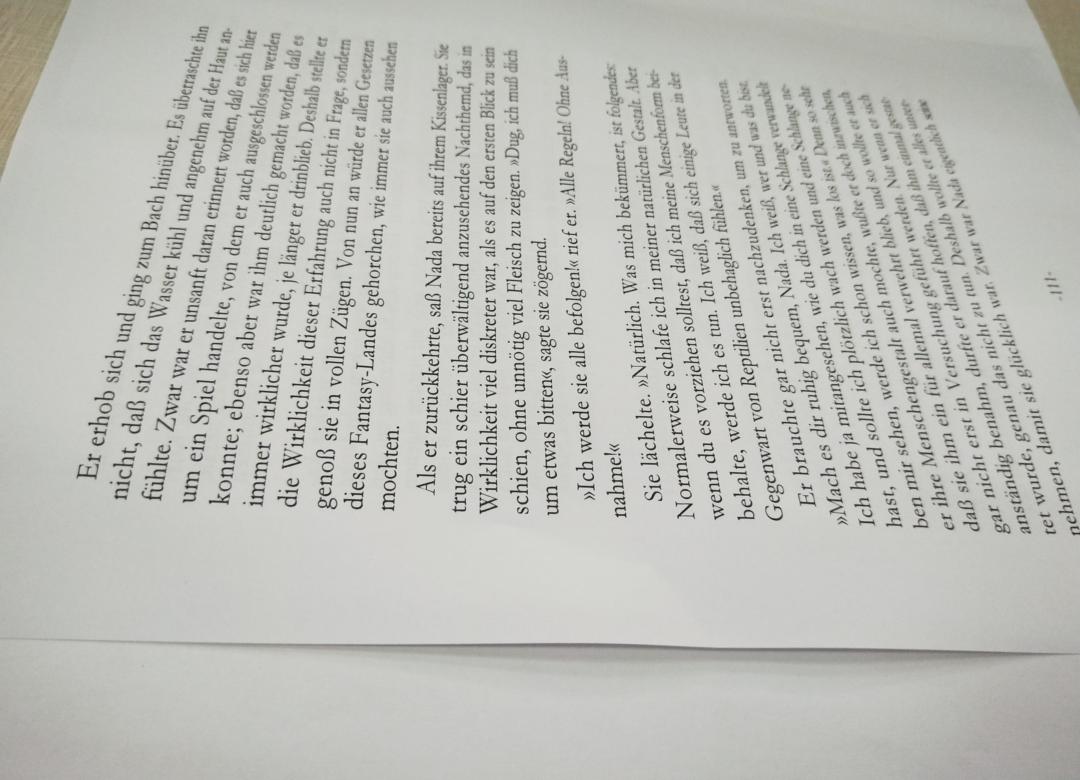 Er erhob sich und ging zum Bach hinüber. Es überraschte ihn
nicht, daß sich das Wasser kühl und angenehm auf der Haut an-
fühlte. Zwar war er unsanft daran erinnert worden, daß es sich hier
um ein Spiel handelte, von dem er auch ausgeschlossen werden
konnte; ebenso aber war ihm deutlich gemacht worden, daß es
immer wirklicher wurde, je länger er drinblieb. Deshalb stellte er
die Wirklichkeit dieser Erfahrung auch nicht in Frage, sondern
genoß sie in vollen Zügen. Von nun an würde er allen Gesetzen
dieses Fantasy-Landes gehorchen, wie immer sie auch aussehen
mochten.
Als er zurückkehrte, saß Nada bereits auf ihrem Kissenlager. Sie
trug ein schier überwältigend anzusehendes Nachthemd, das in
Wirklichkeit viel diskreter war, als es auf den ersten Blick zu sein
schien, ohne unnötig viel Fleisch zu zeigen. »Dug, ich muß dich
um etwas bitten«, sagte sie zögernd.
»Ich werde sie alle befolgen!« rief er. »Alle Regeln! Ohne Aus-
nahme!«
Sie lächelte. »Natürlich. Was mich bekümmert, ist folgendes:
Normalerweise schlafe ich in meiner natürlichen Gestalt. Aber
wenn du es vorziehen solltest, daß ich meine Menschenform bei-
behalte, werde ich es tun. Ich weiß, daß sich einige Leute in der
Gegenwart von Reptilien unbehaglich fühlen.«
Er brauchte gar nicht erst nachzudenken, um zu antworten.
»Mach es dir ruhig bequem, Nada. Ich weiß, wer und was du bist.
Ich habe ja mitangesehen, wie du dich in eine Schlange verwandelt
hast, und sollte ich plötzlich wach werden und eine Schlange ne-
ben mir sehen, werde ich schon wissen, was los ist.« Denn so sehr
er ihre Menschengestalt auch mochte, wußte er doch inzwischen,
daß sie ihm ein für allemal verwehrt blieb, und so wollte er auch
gar nicht erst in Versuchung geführt werden. Nur wenn er sich
anständig benahm, durfte er darauf hoffen, daß ihm einmal gestat-
tet wurde, genau das nicht zu tun. Deshalb wollte er alles unter-
nehmen, damit sie glücklich war. Zwar war Nada eigentlich